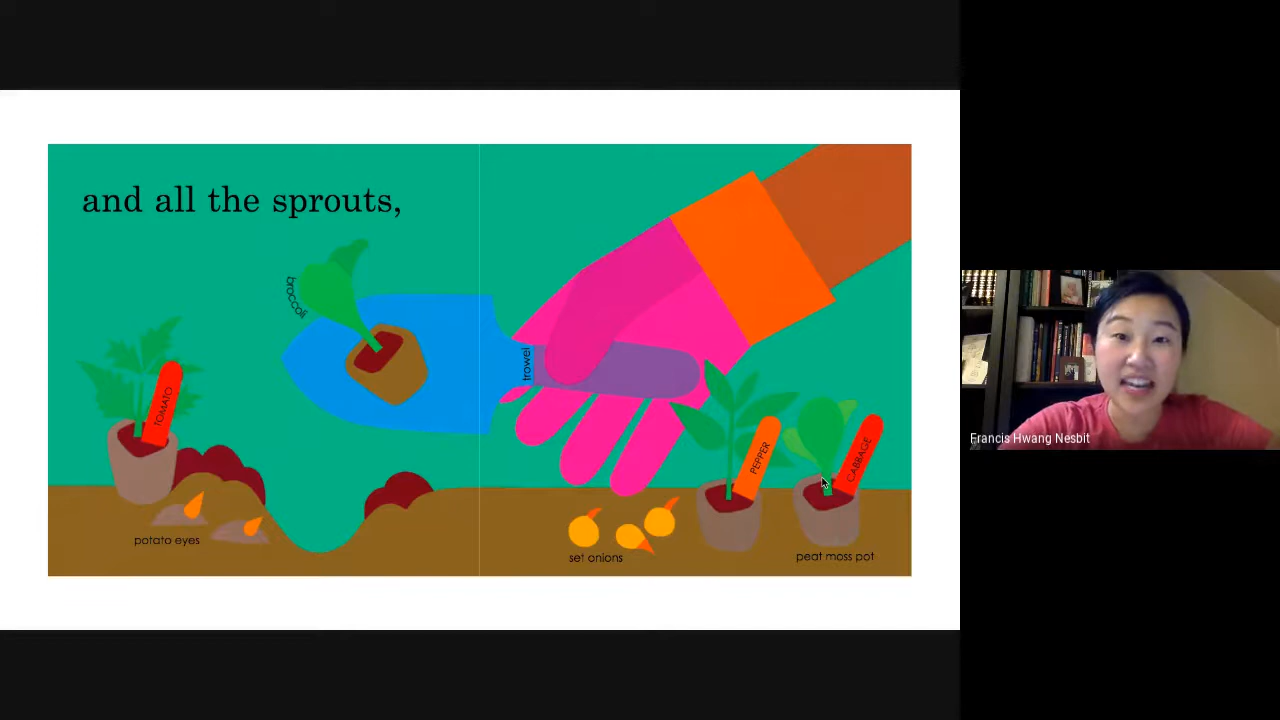 and all the sprouts,
broccoli
trowel
TOMATO
PEPPER
CABBAGE
potato eyes
set onions
peat moss pot
Francis Hwang Nesbit